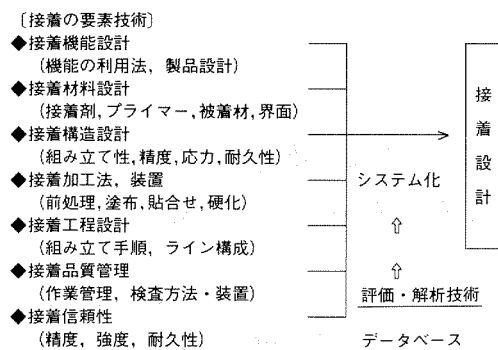 〔接着の要素技術〕
◆接着機能設計
(機能の利用法，製品設計)
◆接着材料設計
(接着剤，プライマー，被着材，界面)
◆接着構造設計
(組み立て性，精度，応力，耐久性)
◆接着加工法，装置
(前処理，塗布，貼合せ，硬化)
◆接着工程設計
(組み立て手順，ライン構成)
◆接着品質管理
(作業管理，検査方法・装置)
◆接着信頼性
(精度，強度，耐久性)
システム化
⇧
⇧
評価・解析技術
データベース
接着設計